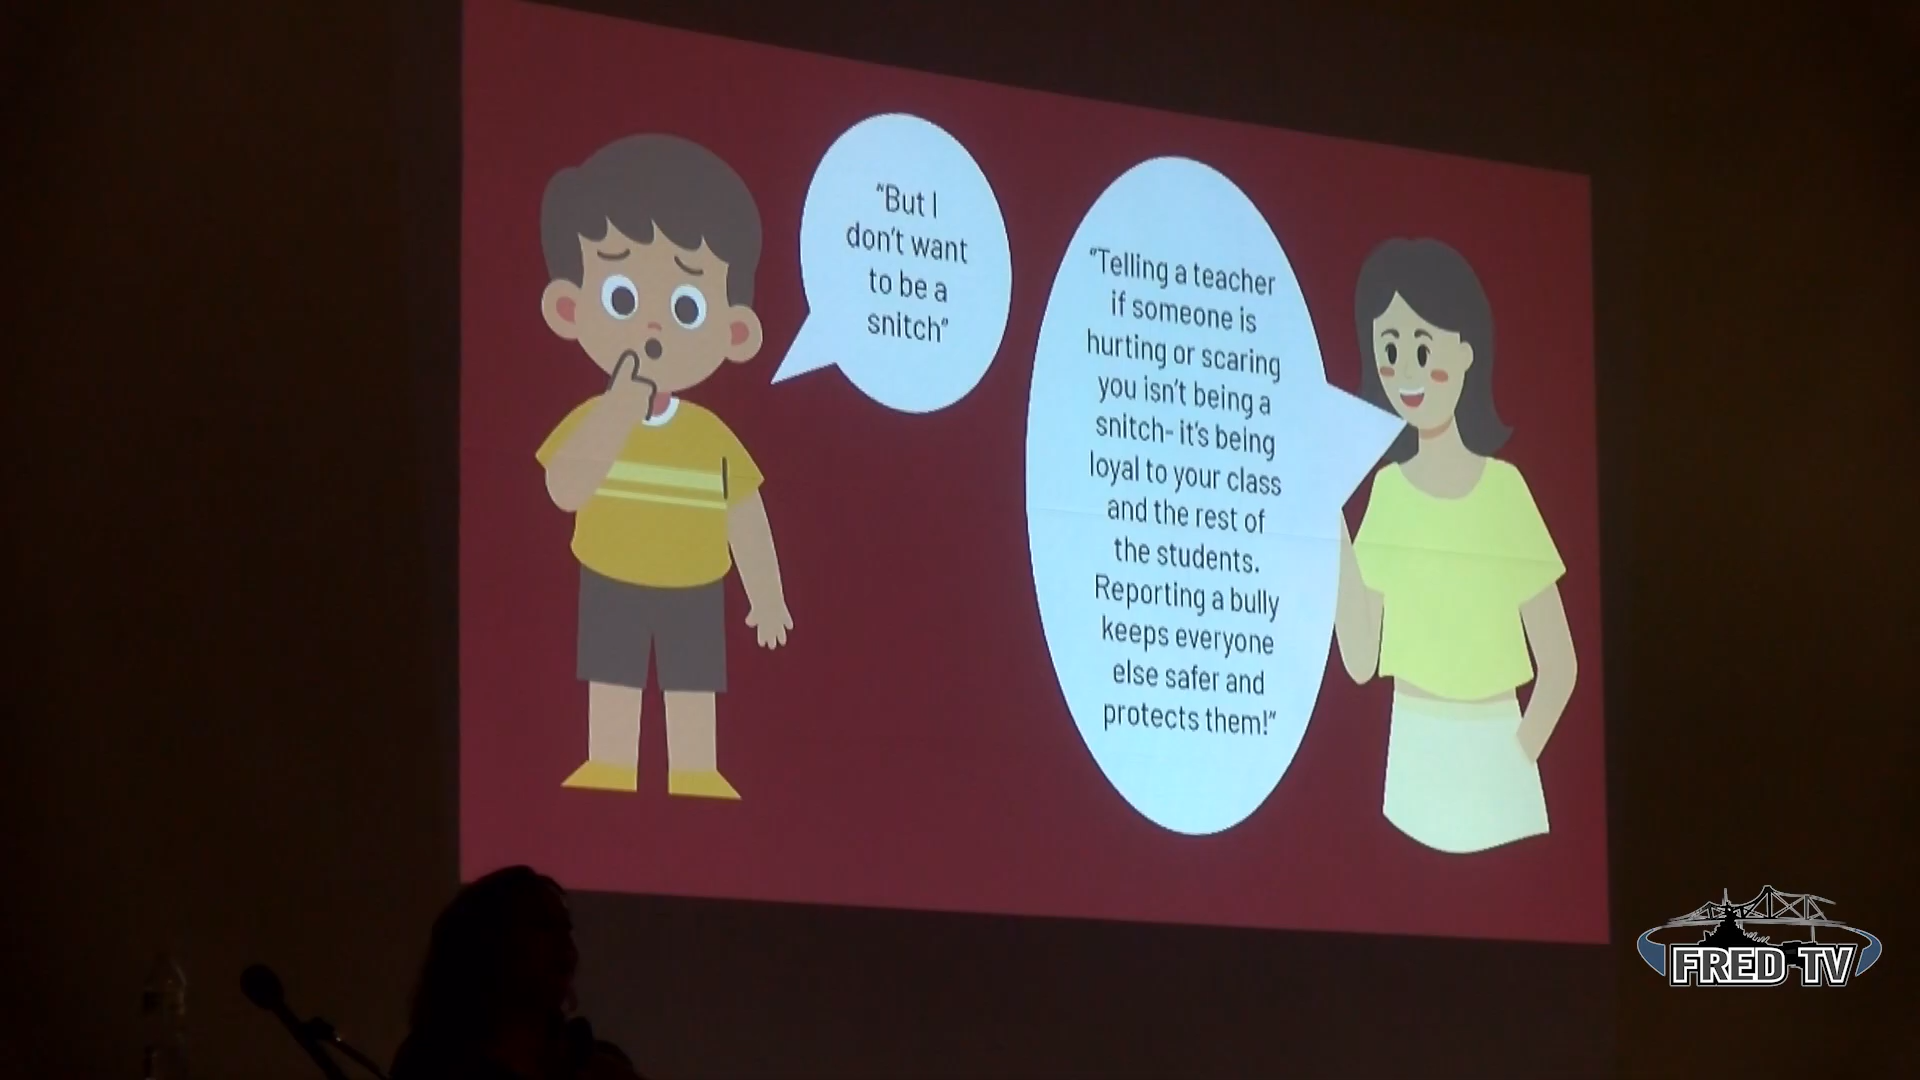 “But I
don’t want
to be a
snitch”
“Telling a teacher
if someone is
hurting or scaring
you isn’t being a
snitch- it’s being
loyal to your class
and the rest of
the students.
Reporting a bully
keeps everyone
else safer and
protects them!”
FRED TV